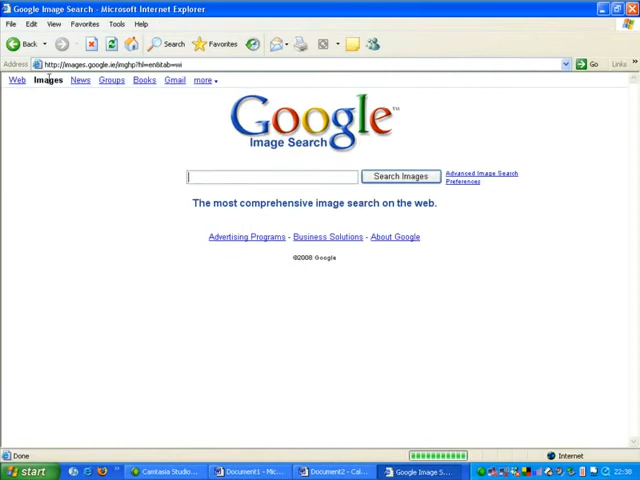 Google Image Search - Microsoft Internet Explorer
File Edit View Favorites Tools Help
Back Search Favorites
Address http://images.google.ie/imghp?hl=en&tab=wi Go Links »
Web Images News Groups Books Gmail more
Google™
Image Search
Search Images
Advanced Image Search
Preferences
The most comprehensive image search on the web.
Advertising Programs - Business Solutions - About Google
©2008 Google
Done Internet
start Camtasia Studio... Document1 - Mic... Document2 - Cal... Google Image S... 22:38